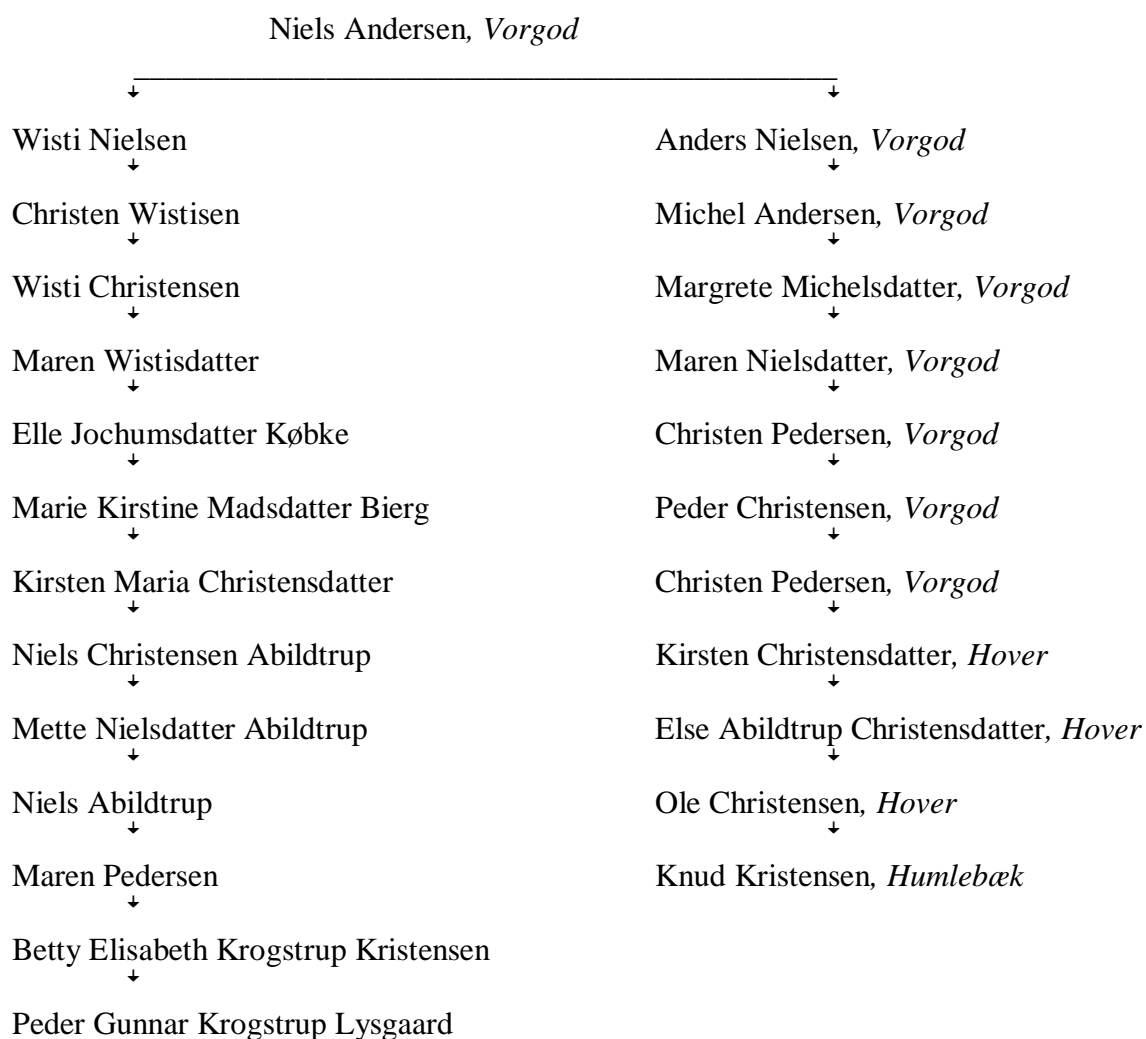 Niels Andersen, Vorgod
Wisti Nielsen Anders Nielsen, Vorgod
Christen Wistisen Michel Andersen, Vorgod
Wisti Christensen Margrete Michelsdatter, Vorgod
Maren Wistisdatter Maren Nielsdatter, Vorgod
Elle Jochumsdatter Købke Christen Pedersen, Vorgod
Marie Kirstine Madsdatter Bierg Peder Christensen, Vorgod
Kirsten Maria Christensdatter Christen Pedersen, Vorgod
Niels Christensen Abildtrup Kirsten Christensdatter, Hover
Mette Nielsdatter Abildtrup Else Abildtrup Christensdatter, Hover
Niels Abildtrup Ole Christensen, Hover
Maren Pedersen Knud Kristensen, Humlebæk
Betty Elisabeth Krogstrup Kristensen
Peder Gunnar Krogstrup Lysgaard